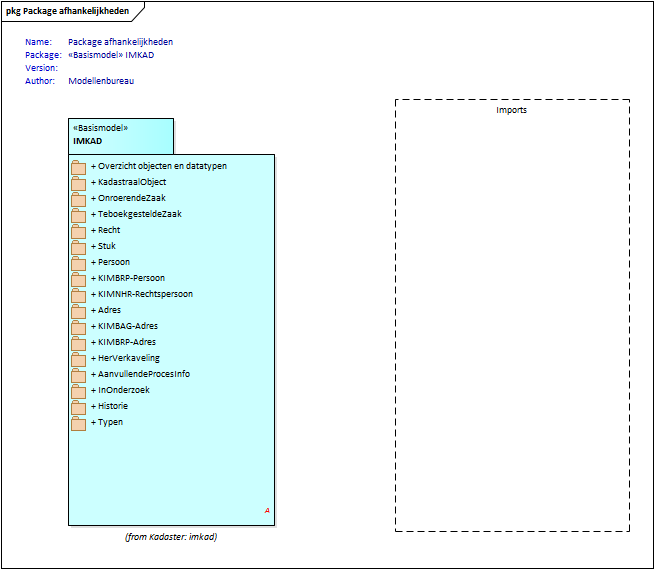 pkg Package afhankelijkheden
Name: Package afhankelijkheden
Package: «Basismodel» IMKAD
Version:
Author: Modellenbureau
Imports
«Basismodel»
IMKAD
+ Overzicht objecten en datatypen
+ KadastraalObject
+ OnroerendeZaak
+ TeboekgesteldeZaak
+ Recht
+ Stuk
+ Persoon
+ KIMBRP-Persoon
+ KIMNHR-Rechtspersoon
+ Adres
+ KIMBAG-Adres
+ KIMBRP-Adres
+ HerVerkaveling
+ AanvullendeProcesInfo
+ InOnderzoek
+ Historie
+ Typen
A
(from Kadaster: imkad)